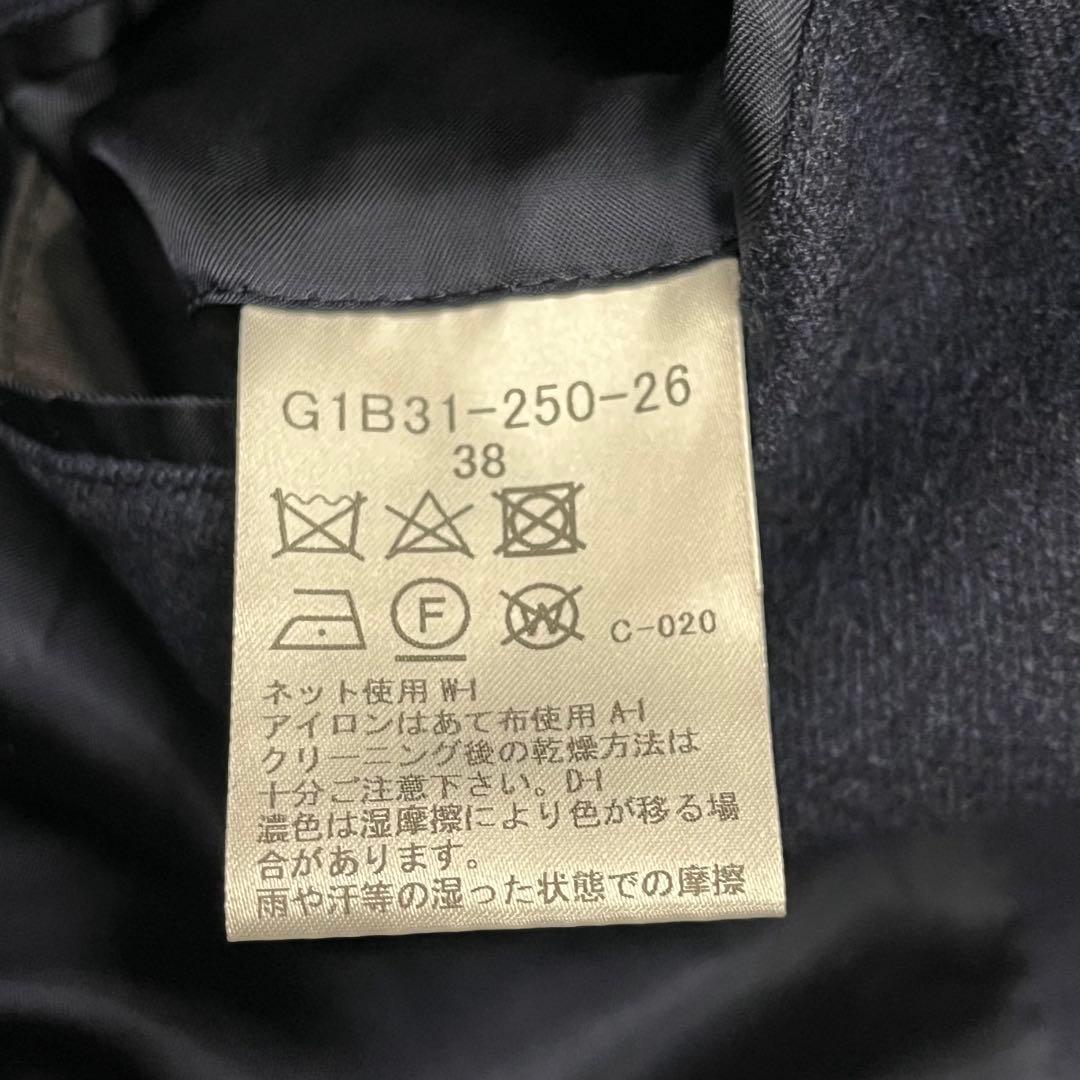 G1B31-250-26
38
F W C-020
ネット使用 W-1
アイロンはあて布使用 A-1
クリーニング後の乾燥方法は
十分ご注意下さい。D-1
濃色は湿摩擦により色が移る場
合があります。
雨や汗等の湿った状態での摩擦